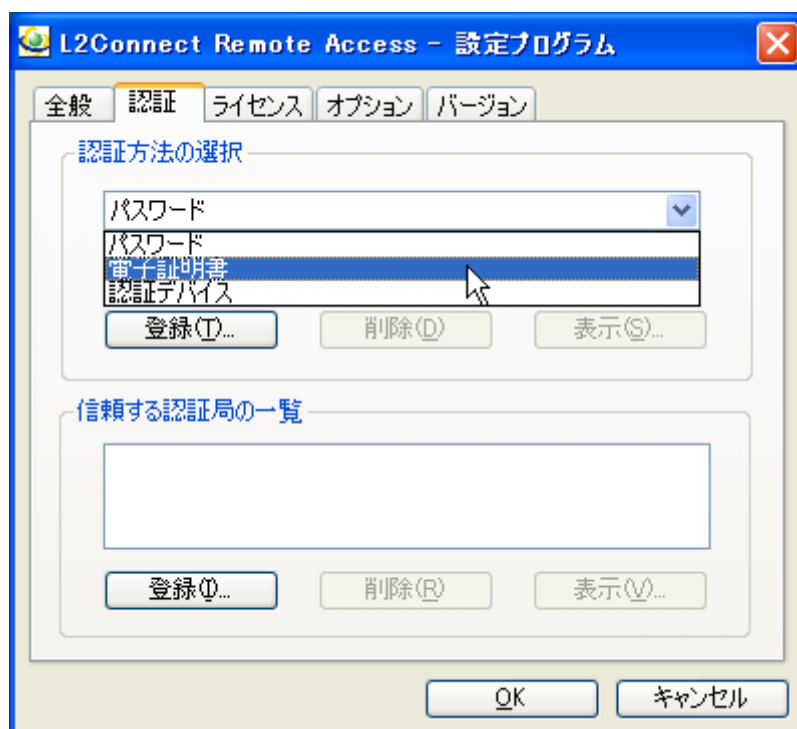 L2Connect Remote Access - 設定プログラム
全般 認証 ライセンス オプション バージョン
認証方法の選択
パスワード
パスワード
電子証明書
認証デバイス
登録(T)... 削除(D) 表示(S)...
信頼する認証局の一覧
登録(I)... 削除(R) 表示(V)...
OK キャンセル